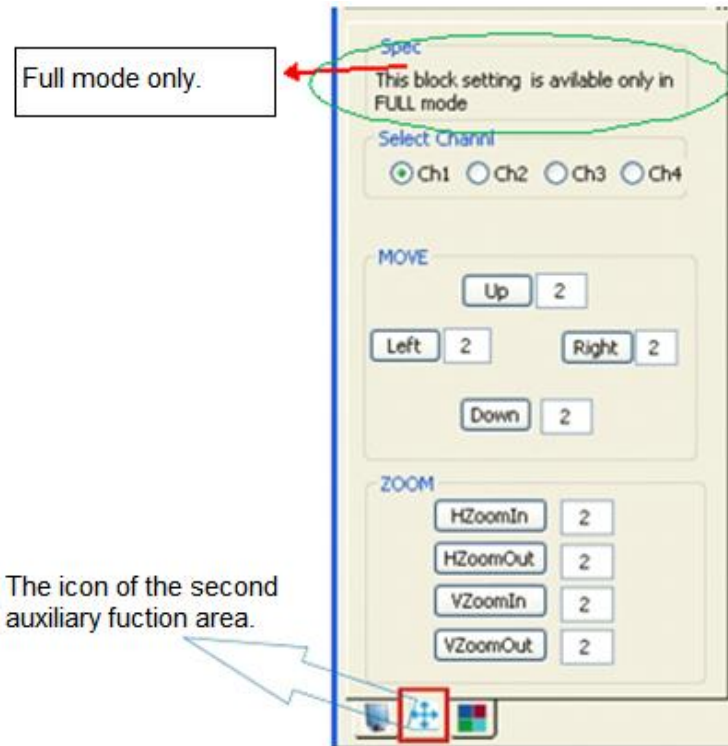 Full mode only.
Spec
This block setting is avilable only in
FULL mode
Select Channl
Ch1 Ch2 Ch3 Ch4
MOVE
Up 2
Left 2 Right 2
Down 2
ZOOM
HZoomIn 2
HZoomOut 2
VZoomIn 2
VZoomOut 2
The icon of the second
auxiliary fuction area.